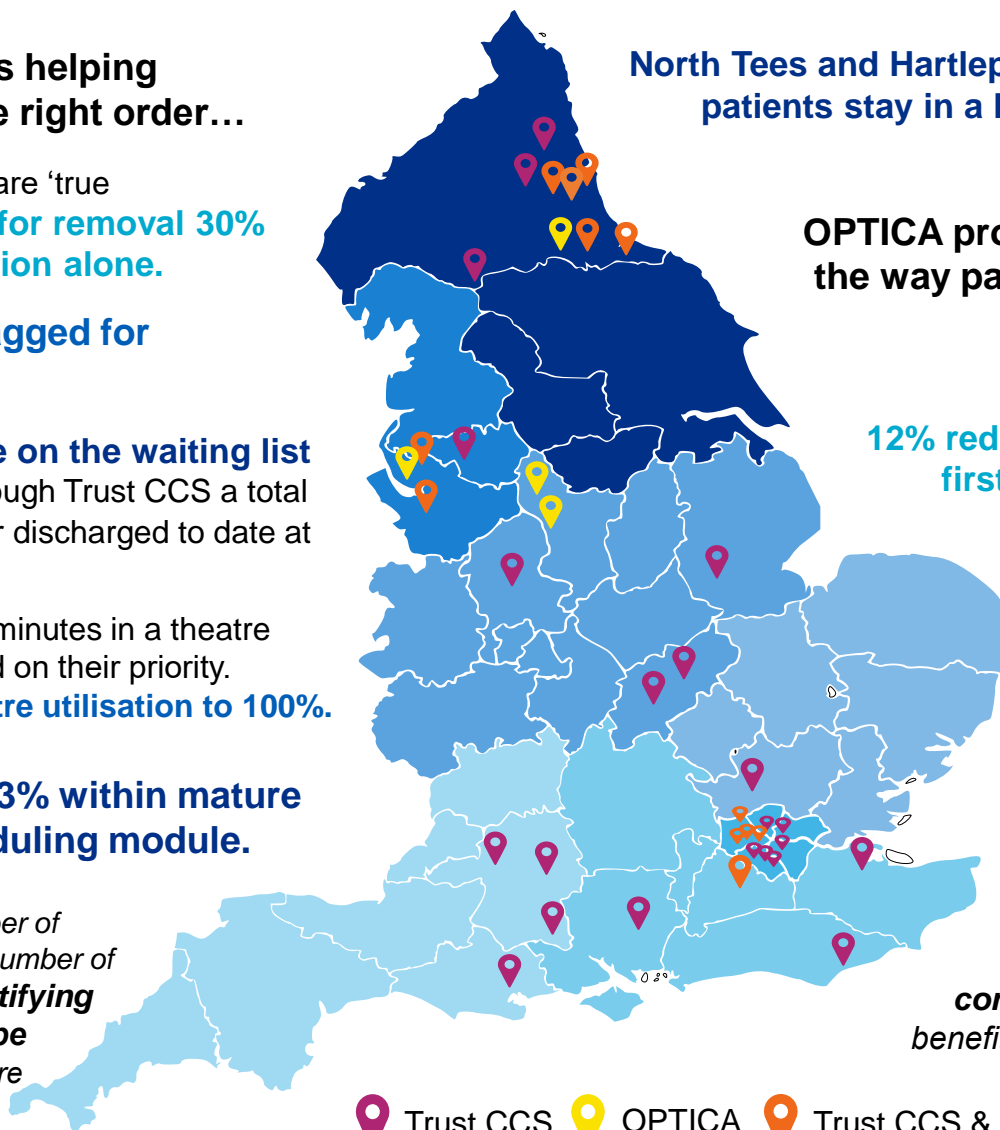 s helping
e right order…
are ‘true
for removal 30%
ion alone.
agged for
e on the waiting list
ough Trust CCS a total
r discharged to date at
minutes in a theatre
d on their priority.
tre utilisation to 100%.
3% within mature
duling module.
ber of
number of
tifying
be
re
North Tees and Hartlep
patients stay in a
OPTICA pro
the way pa
12% red
first
con
benefi
Trust CCS
OPTICA
Trust CCS &